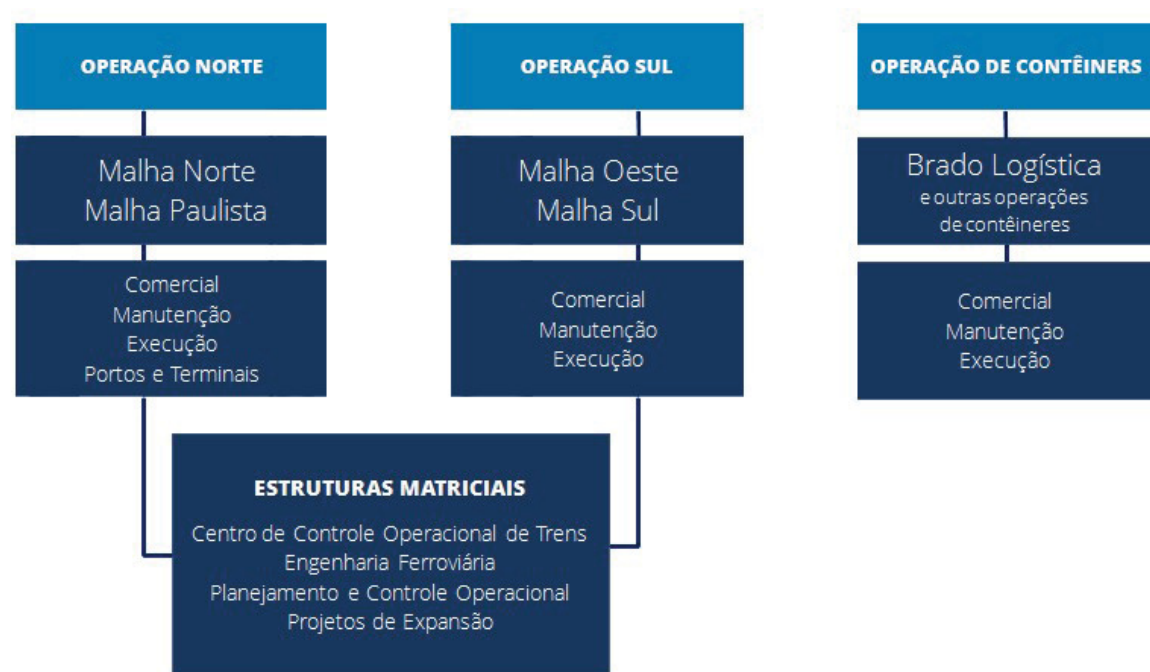 OPERAÇÃO NORTE
Malha Norte
Malha Paulista
Comercial
Manutenção
Execução
Portos e Terminais
OPERAÇÃO SUL
Malha Oeste
Malha Sul
Comercial
Manutenção
Execução
OPERAÇÃO DE CONTÊINERS
Brado Logística
e outras operações
de contêineres
Comercial
Manutenção
Execução
ESTRUTURAS MATRICIAIS
Centro de Controle Operacional de Trens
Engenharia Ferroviária
Planejamento e Controle Operacional
Projetos de Expansão